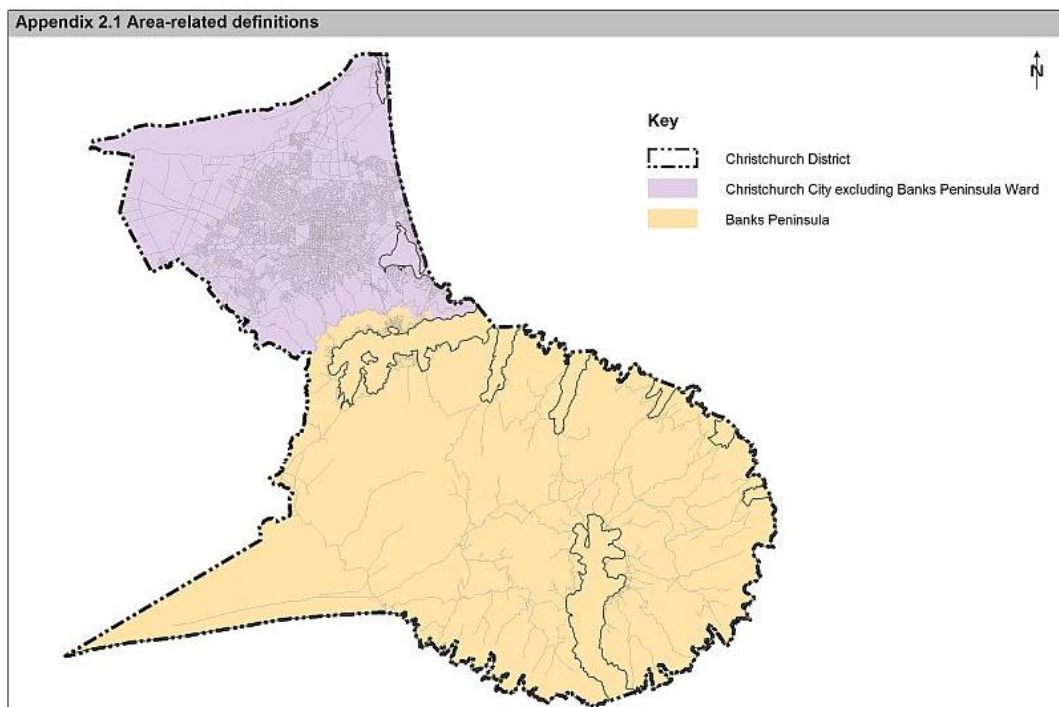 Appendix 2.1 Area-related definitions
N
Key
Christchurch District
Christchurch City excluding Banks Peninsula Ward
Banks Peninsula